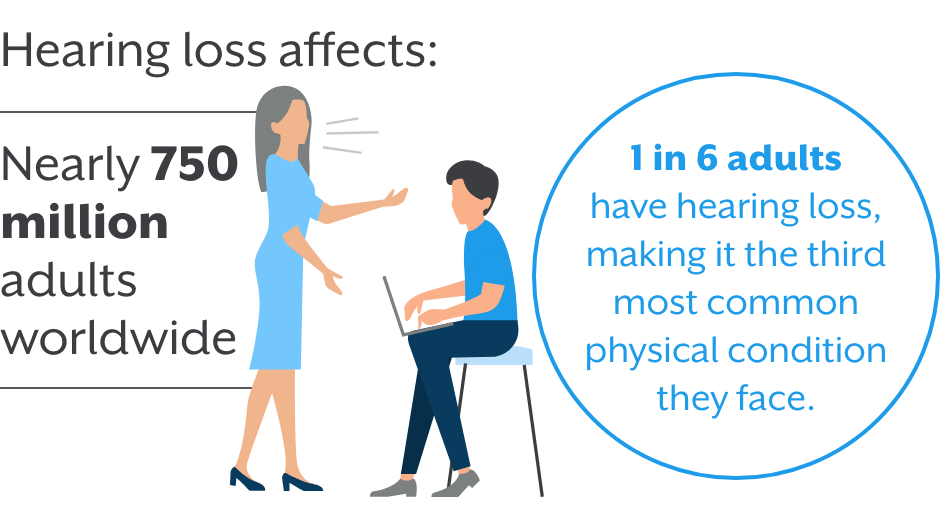 Hearing loss affects:
Nearly 750
million
adults
worldwide
1 in 6 adults
have hearing loss,
making it the third
most common
physical condition
they face.